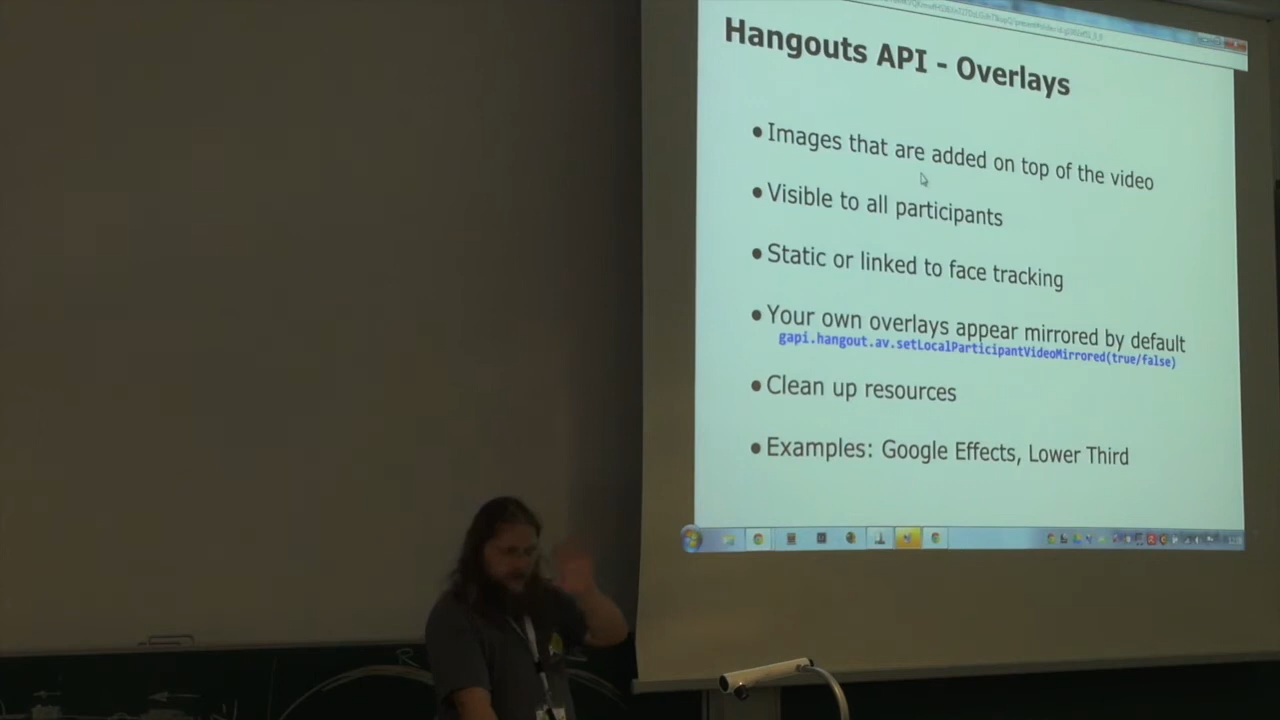 Hangouts API - Overlays
● Images that are added on top of the video
● Visible to all participants
● Static or linked to face tracking
● Your own overlays appear mirrored by default
gapi.hangout.av.setLocalParticipantVideoMirrored(true/false)
● Clean up resources
● Examples: Google Effects, Lower Third
R